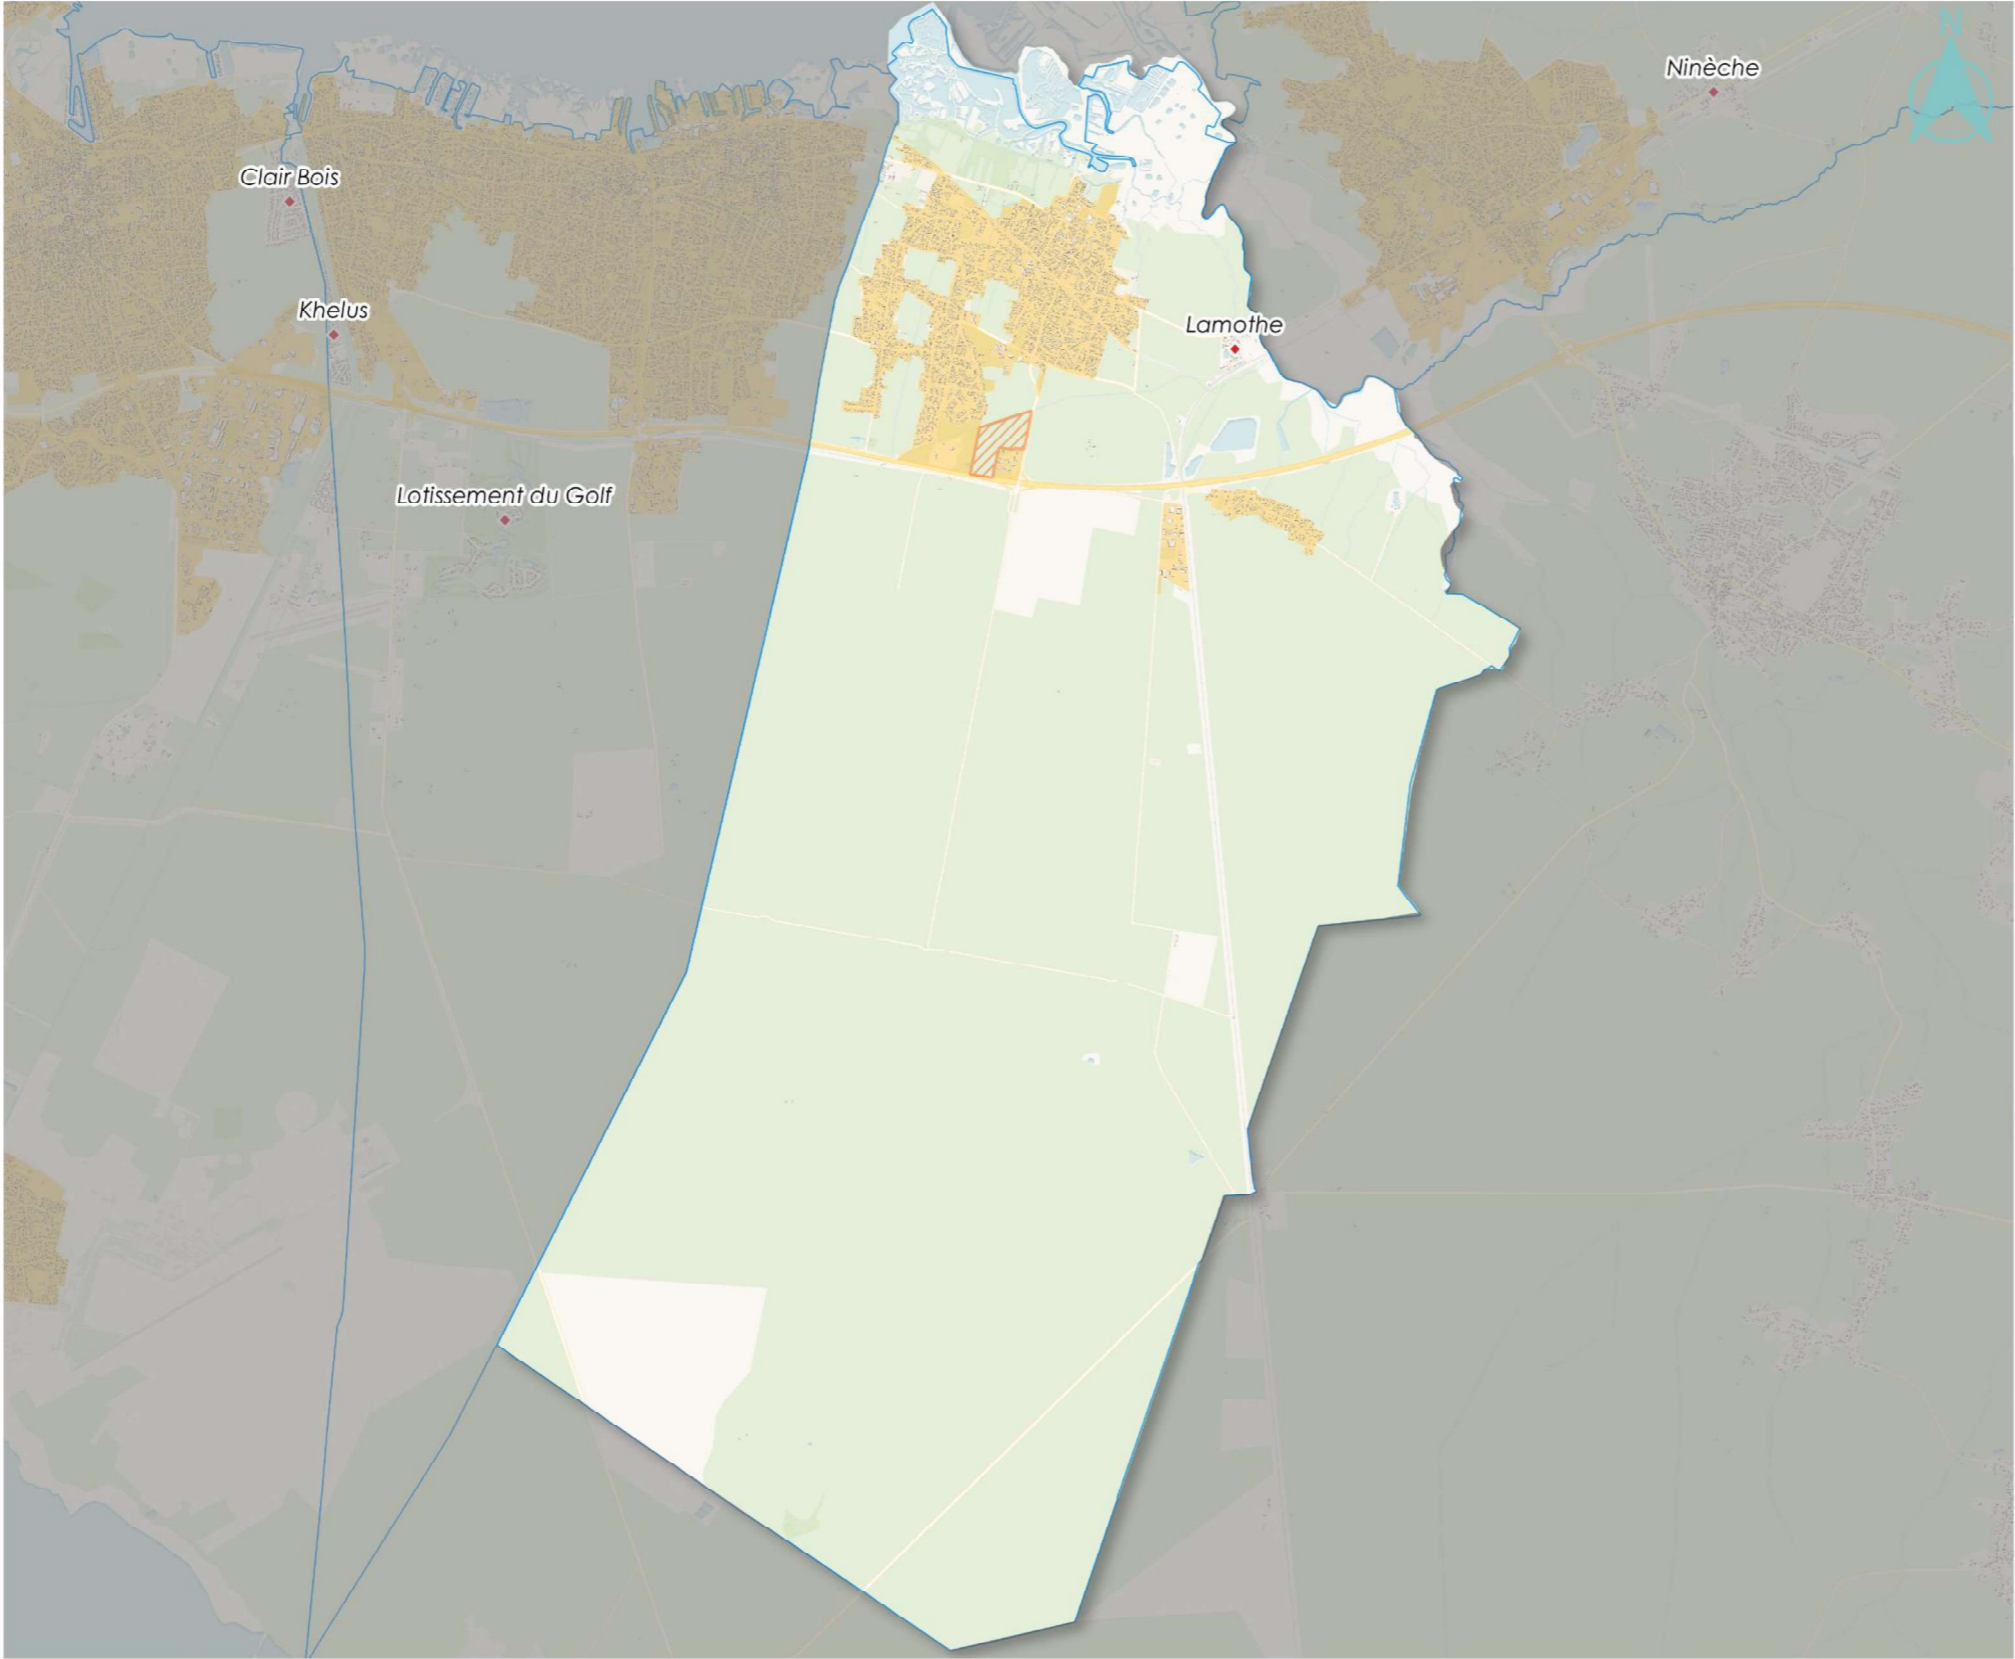 N
Ninèche
Clair Bois
Khelus
Lamothe
Lotissement du Golf